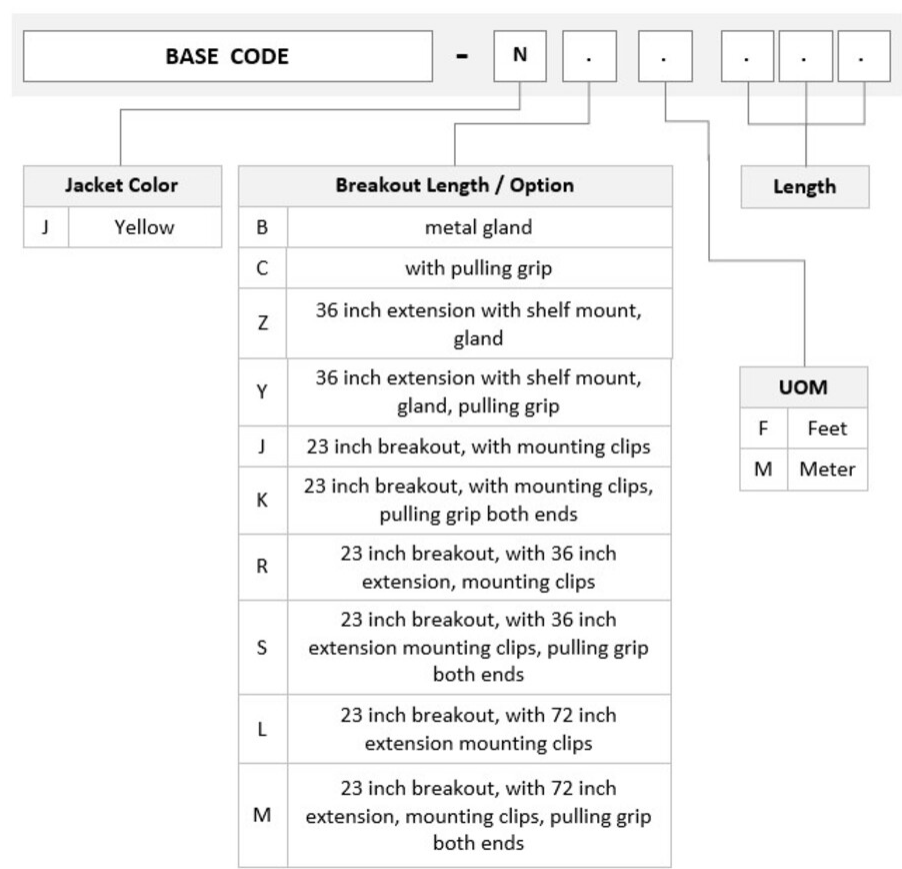 BASE CODE - N . . . . .
Jacket Color
J Yellow
Breakout Length / Option
B metal gland
C with pulling grip
Z 36 inch extension with shelf mount,
gland
Y 36 inch extension with shelf mount,
gland, pulling grip
J 23 inch breakout, with mounting clips
K 23 inch breakout, with mounting clips,
pulling grip both ends
R 23 inch breakout, with 36 inch
extension, mounting clips
S 23 inch breakout, with 36 inch
extension mounting clips, pulling grip
both ends
L 23 inch breakout, with 72 inch
extension mounting clips
M 23 inch breakout, with 72 inch
extension, mounting clips, pulling grip
both ends
Length
UOM
F Feet
M Meter